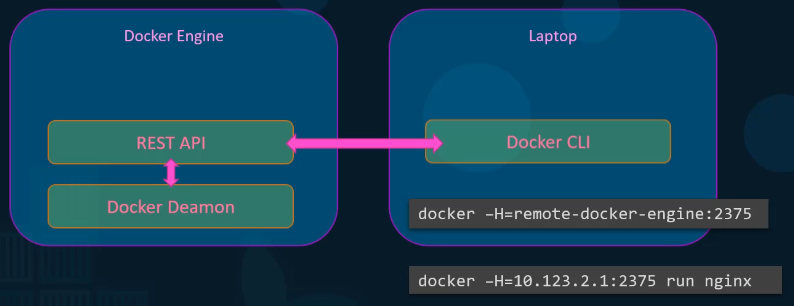 Docker Engine
REST API
Docker Deamon
Laptop
Docker CLI
docker –H=remote-docker-engine:2375
docker –H=10.123.2.1:2375 run nginx